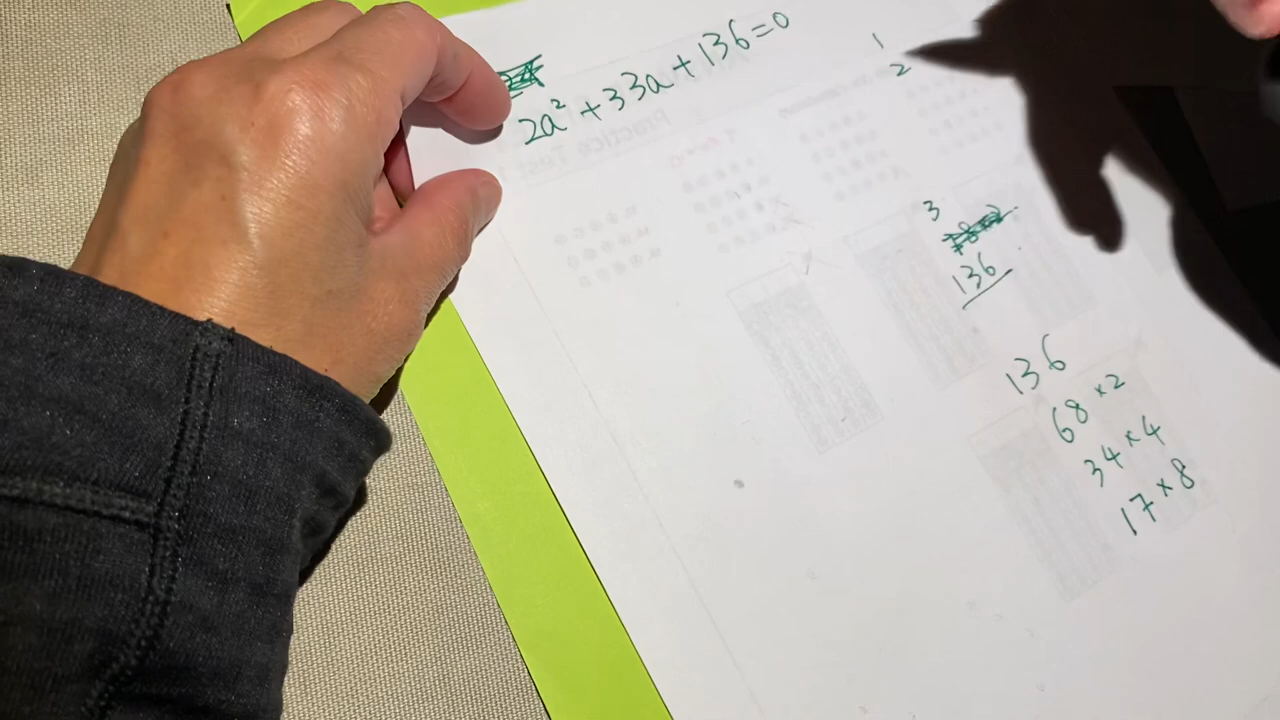 2a² + 33a + 136 = 0
1
2
3
136
136
68 × 2
34 × 4
17 × 8